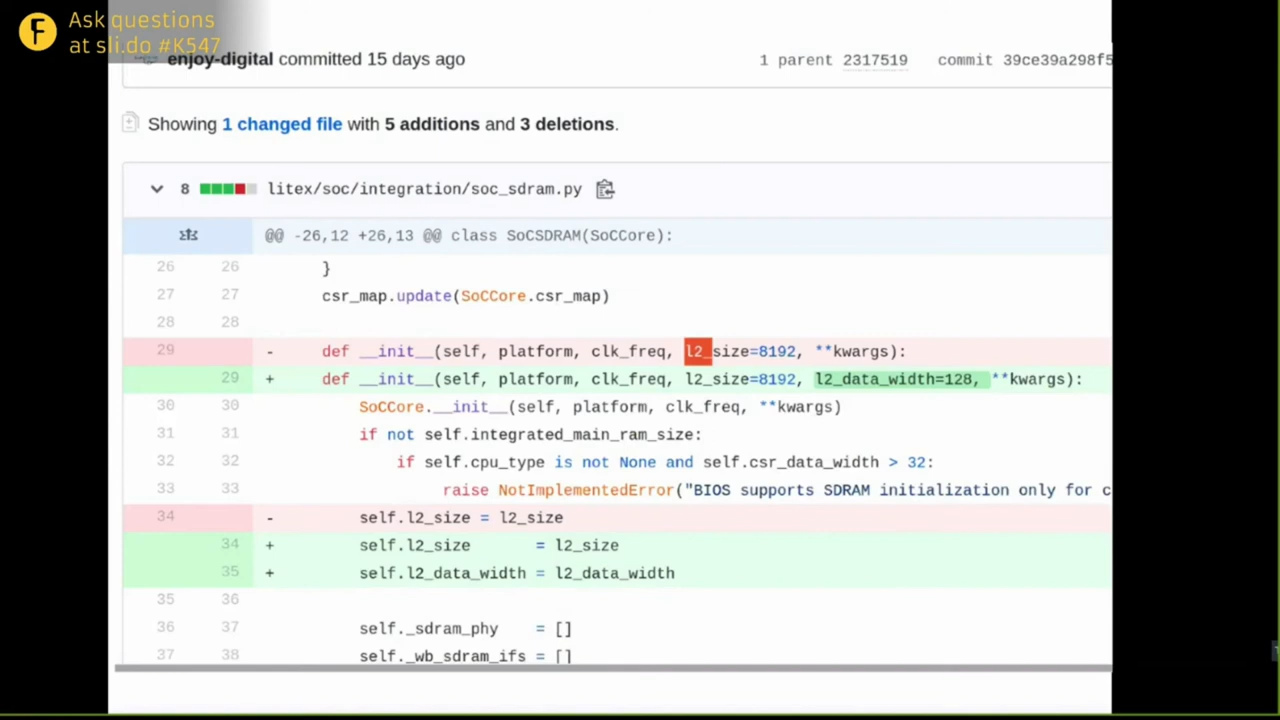 Ask questions
at sli.do #K547
enjoy-digital committed 15 days ago
1 parent 2317519 commit 39ce39a298f5
Showing 1 changed file with 5 additions and 3 deletions.
8 litex/soc/integration/soc_sdram.py
@@ -26,12 +26,13 @@ class SoCSDRAM(SoCCore):
26 26 }
27 27 csr_map.update(SoCCore.csr_map)
28 28
29 - def __init__(self, platform, clk_freq, l2_size=8192, **kwargs):
29 + def __init__(self, platform, clk_freq, l2_size=8192, l2_data_width=128, **kwargs):
30 30 SoCCore.__init__(self, platform, clk_freq, **kwargs)
31 31 if not self.integrated_main_ram_size:
32 32 if self.cpu_type is not None and self.csr_data_width > 32:
33 33 raise NotImplementedError("BIOS supports SDRAM initialization only for c
34 - self.l2_size = l2_size
34 + self.l2_size = l2_size
35 + self.l2_data_width = l2_data_width
35 36
36 37 self._sdram_phy = []
37 38 self._wb_sdram_ifs = []